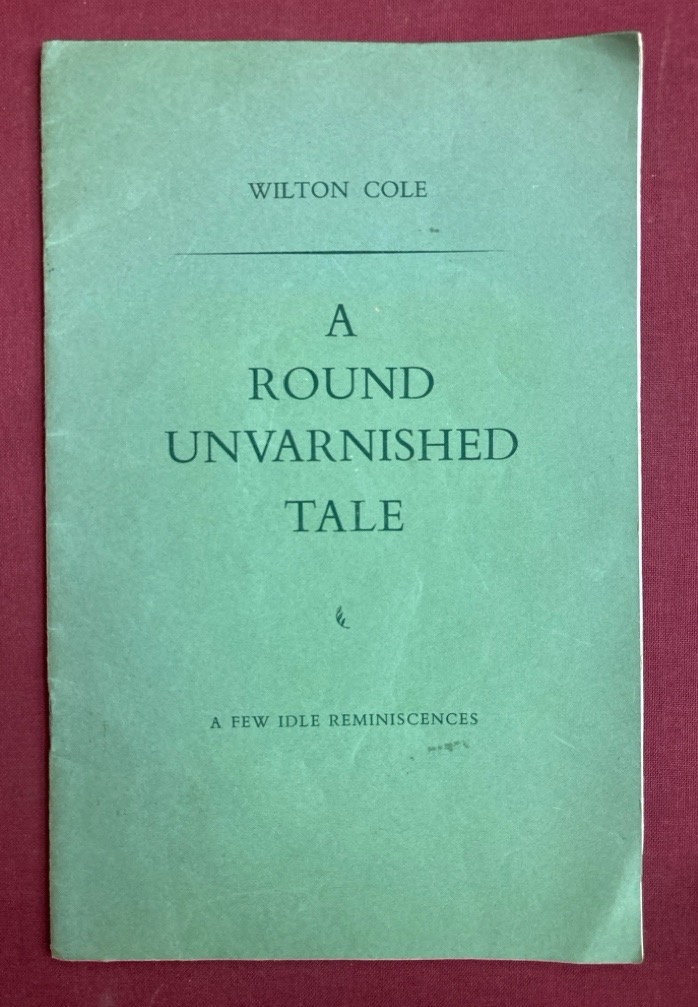 WILTON COLE
A
ROUND
UNVARNISHED
TALE
A FEW IDLE REMINISCENCES